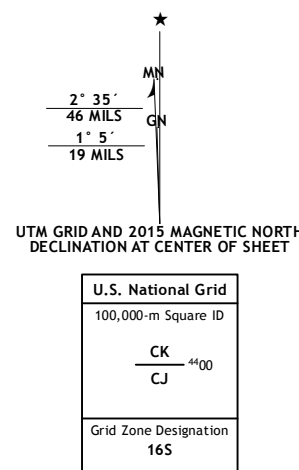 ★
MN
2° 35´
46 MILS
GN
1° 5´
19 MILS
UTM GRID AND 2015 MAGNETIC NORTH
DECLINATION AT CENTER OF SHEET
U.S. National Grid
100,000-m Square ID
CK
⁴⁴00
CJ
Grid Zone Designation
16S